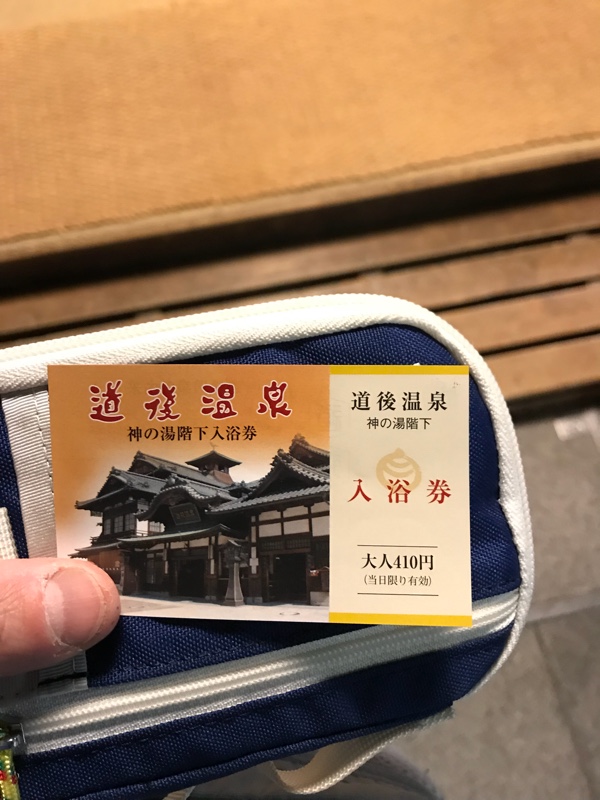 道後温泉
神の湯階下入浴券
道後温泉
神の湯階下
入浴券
大人410円
(当日限り有効)